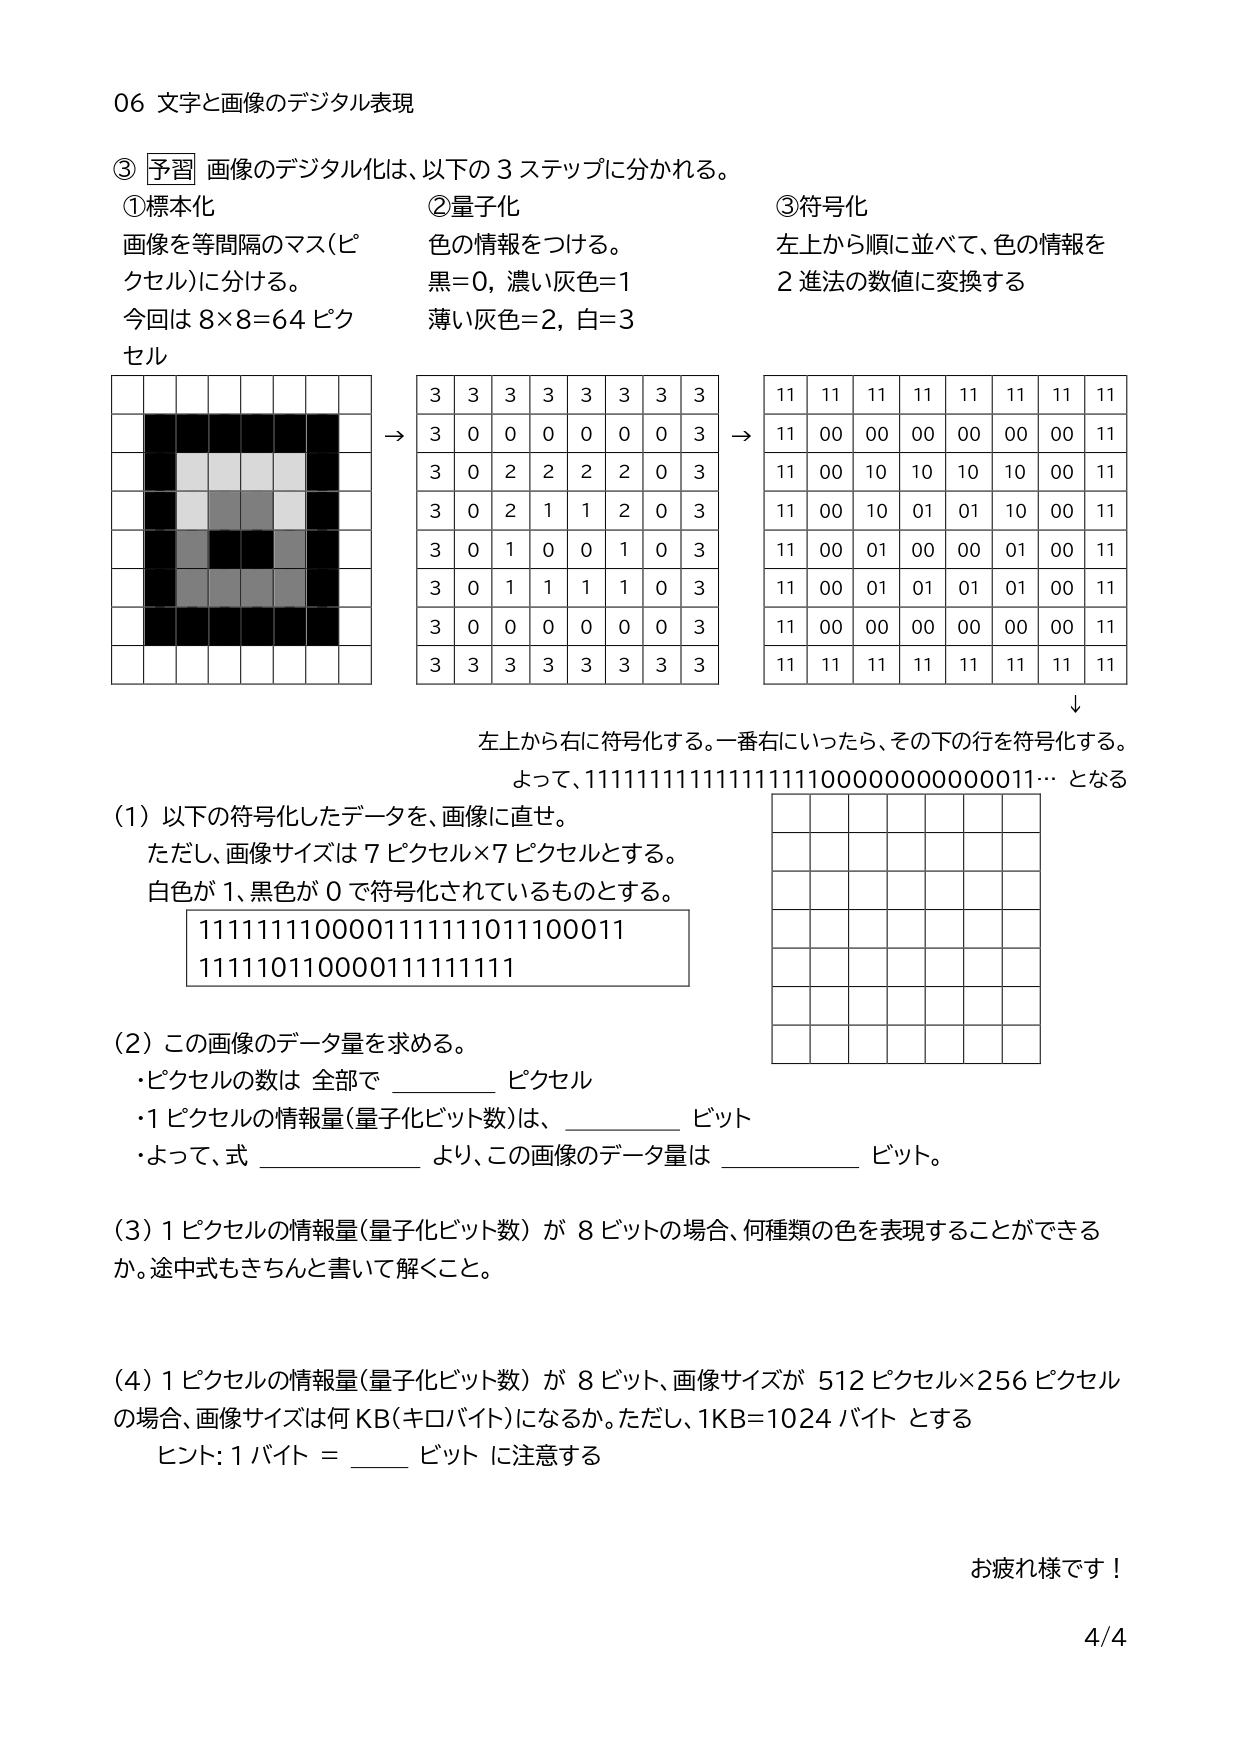 06 文字と画像のデジタル表現
③ 予習 画像のデジタル化は、以下の3ステップに分かれる。
①標本化
画像を等間隔のマス(ピ
クセル)に分ける。
今回は 8×8=64 ピク
セル
②量子化
色の情報をつける。
黒=0, 濃い灰色=1
薄い灰色=2, 白=3
③符号化
左上から順に並べて、色の情報を
2進法の数値に変換する
→
3 3 3 3 3 3 3 3
3 0 0 0 0 0 0 3
3 0 2 2 2 2 0 3
3 0 2 1 1 2 0 3
3 0 1 0 0 1 0 3
3 0 1 1 1 1 0 3
3 0 0 0 0 0 0 3
3 3 3 3 3 3 3 3
→
11 11 11 11 11 11 11 11
11 00 00 00 00 00 00 11
11 00 10 10 10 10 00 11
11 00 10 01 01 10 00 11
11 00 01 00 00 01 00 11
11 00 01 01 01 01 00 11
11 00 00 00 00 00 00 11
11 11 11 11 11 11 11 11
↓
左上から右に符号化する。一番右にいったら、その下の行を符号化する。
よって、11111111111111111100000000000011… となる
(1) 以下の符号化したデータを、画像に直せ。
ただし、画像サイズは7ピクセル×7ピクセルとする。
白色が1、黒色が0で符号化されているものとする。
1111111100001111111011100011
111110110000111111111
(2) この画像のデータ量を求める。
・ピクセルの数は 全部で ________ ピクセル
・1ピクセルの情報量(量子化ビット数)は、 _________ ビット
・よって、式 _____________ より、この画像のデータ量は ___________ ビット。
(3) 1ピクセルの情報量(量子化ビット数) が 8ビットの場合、何種類の色を表現することができる
か。途中式もきちんと書いて解くこと。
(4) 1ピクセルの情報量(量子化ビット数) が 8ビット、画像サイズが 512ピクセル×256ピクセル
の場合、画像サイズは何KB(キロバイト)になるか。ただし、1KB=1024バイト とする
ヒント: 1バイト = ____ ビット に注意する
お疲れ様です！
4/4